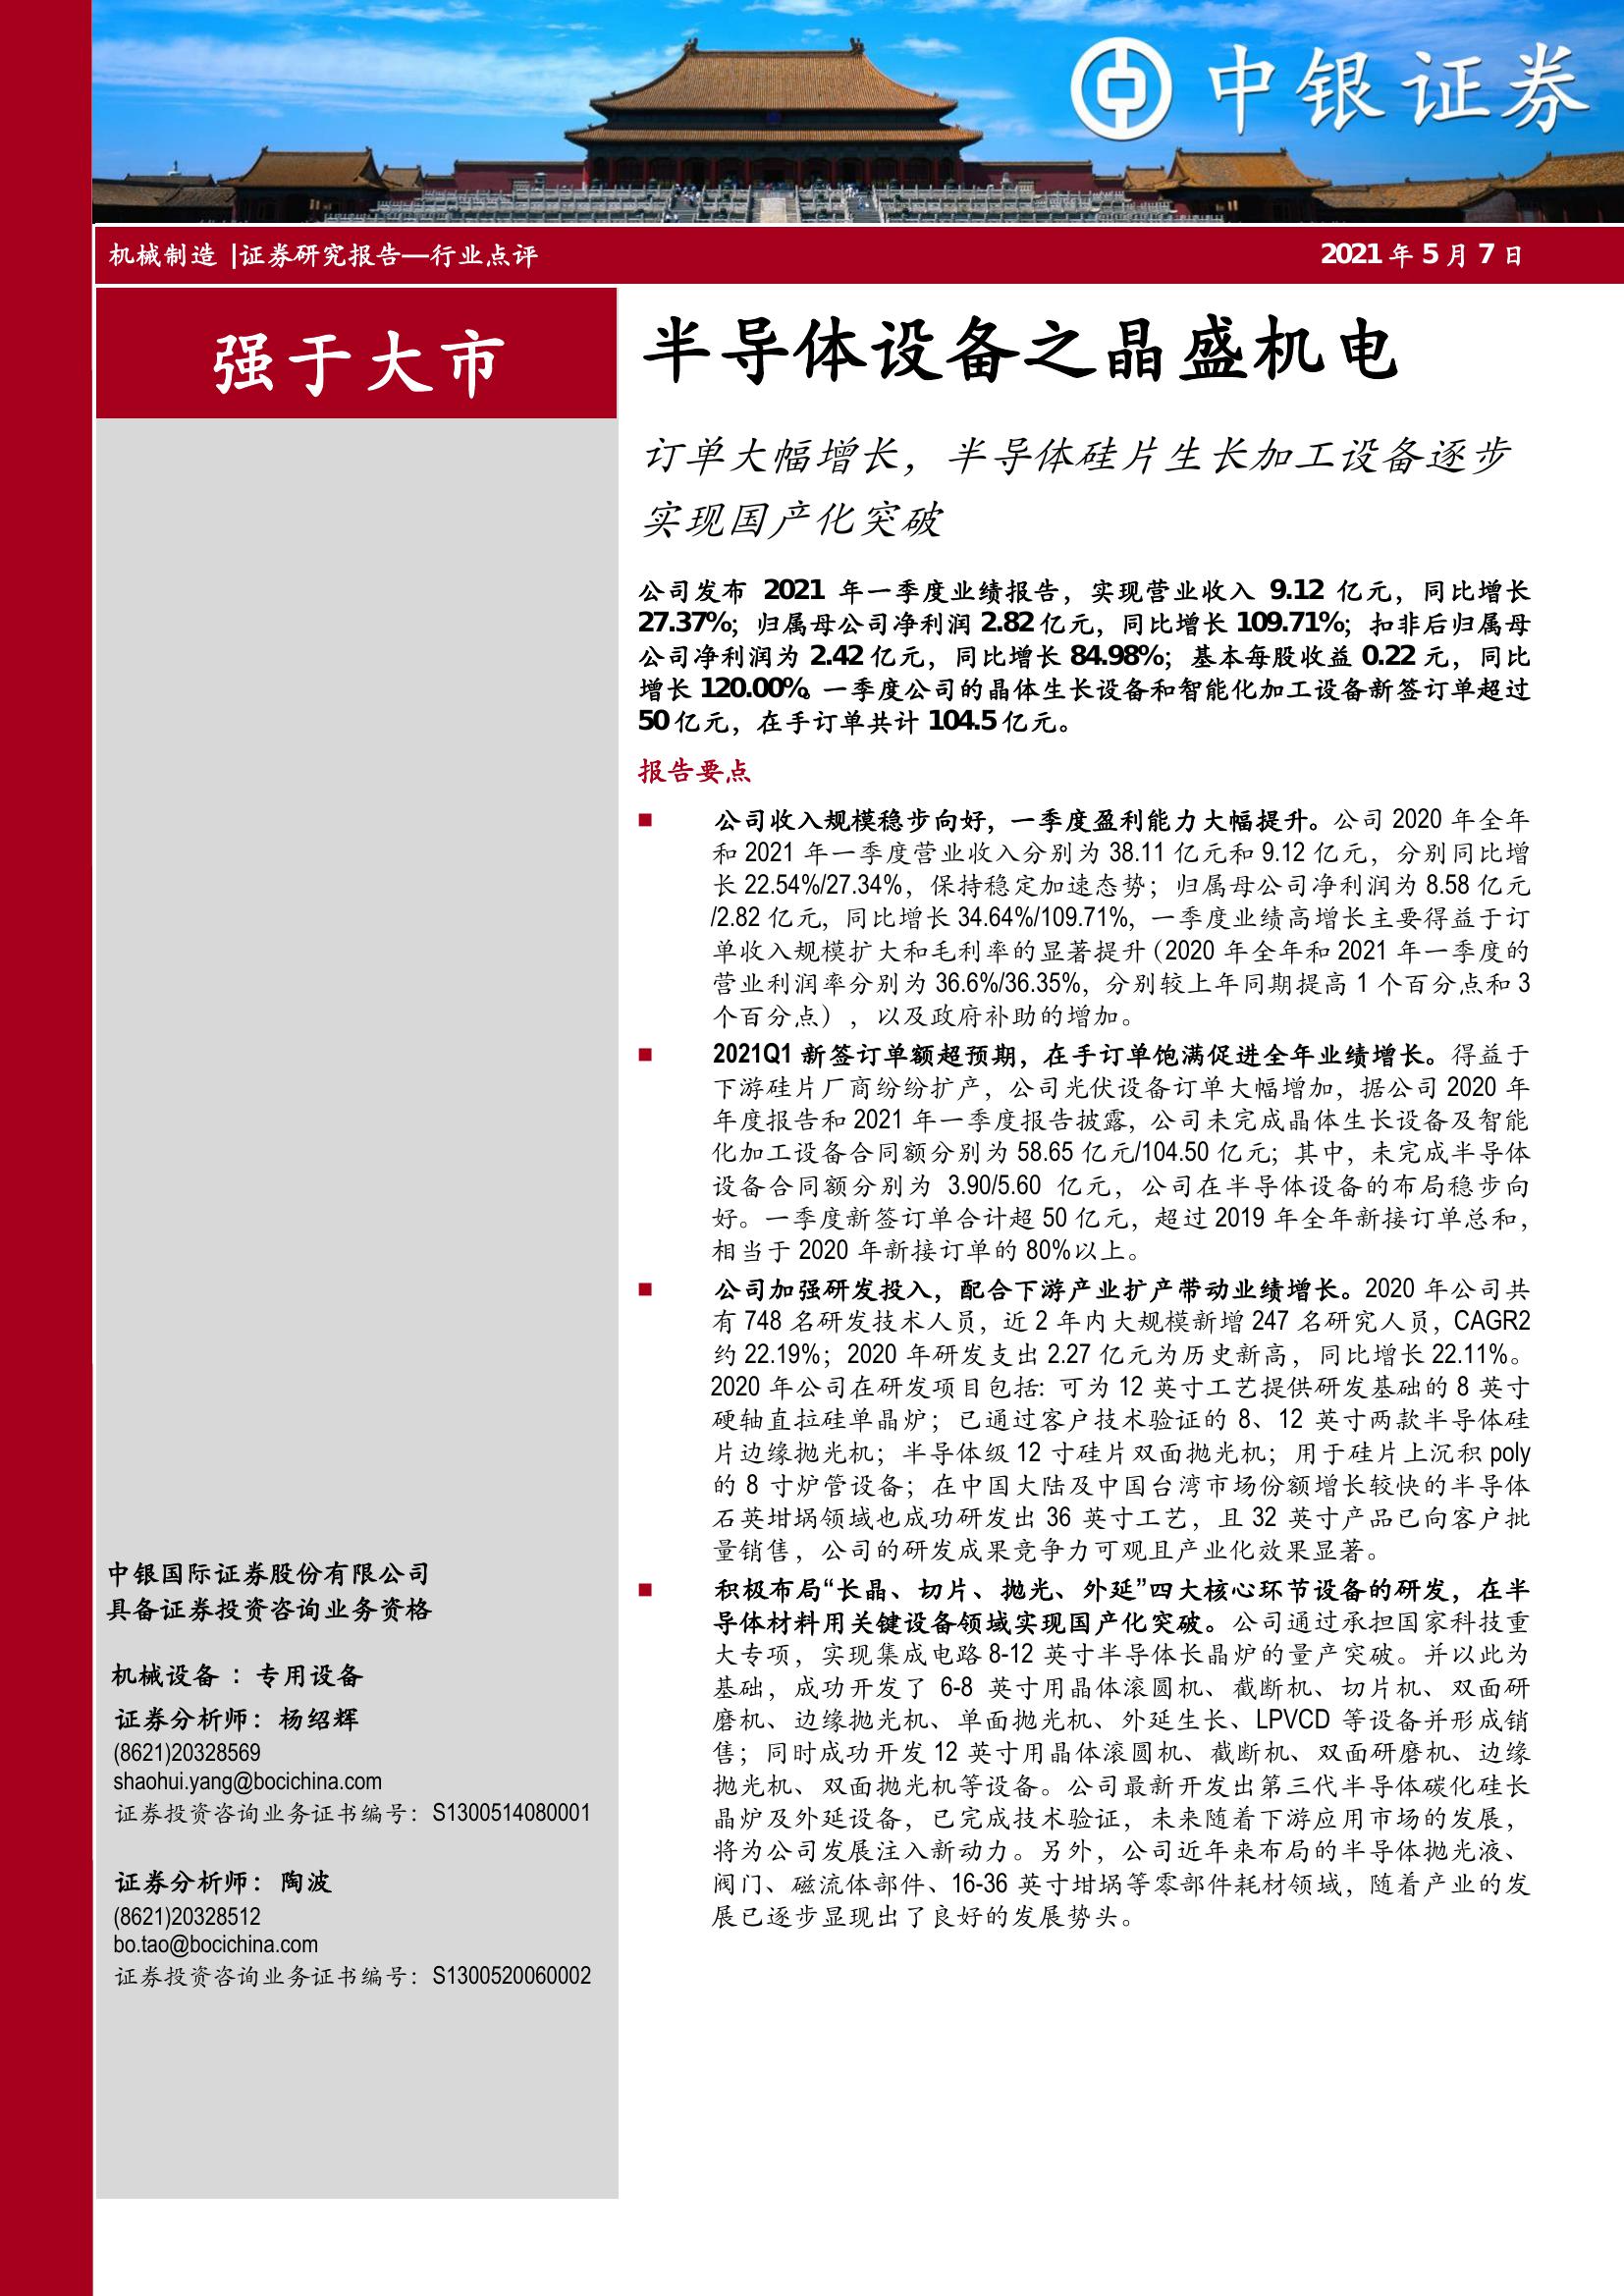 中银证券
机械制造 |证券研究报告—行业点评
2021 年 5 月 7 日
强于大市
半导体设备之晶盛机电
订单大幅增长，半导体硅片生长加工设备逐步
实现国产化突破
公司发布 2021 年一季度业绩报告，实现营业收入 9.12 亿元，同比增长
27.37%；归属母公司净利润 2.82 亿元，同比增长 109.71%；扣非后归属母
公司净利润为 2.42 亿元，同比增长 84.98%；基本每股收益 0.22 元，同比
增长 120.00%。一季度公司的晶体生长设备和智能化加工设备新签订单超过
50 亿元，在手订单共计 104.5 亿元。
报告要点
■ 公司收入规模稳步向好，一季度盈利能力大幅提升。公司 2020 年全年
和 2021 年一季度营业收入分别为 38.11 亿元和 9.12 亿元，分别同比增
长 22.54%/27.34%，保持稳定加速态势；归属母公司净利润为 8.58 亿元
/2.82 亿元，同比增长 34.64%/109.71%，一季度业绩高增长主要得益于订
单收入规模扩大和毛利率的显著提升（2020 年全年和 2021 年一季度的
营业利润率分别为 36.6%/36.35%，分别较上年同期提高 1 个百分点和 3
个百分点），以及政府补助的增加。
■ 2021Q1 新签订单额超预期，在手订单饱满促进全年业绩增长。得益于
下游硅片厂商纷纷扩产，公司光伏设备订单大幅增加，据公司 2020 年
年度报告和 2021 年一季度报告披露，公司未完成晶体生长设备及智能
化加工设备合同额分别为 58.65 亿元/104.50 亿元；其中，未完成半导体
设备合同额分别为 3.90/5.60 亿元，公司在半导体设备的布局稳步向
好。一季度新签订单合计超 50 亿元，超过 2019 年全年新接订单总和，
相当于 2020 年新接订单的 80%以上。
■ 公司加强研发投入，配合下游产业扩产带动业绩增长。2020 年公司共
有 748 名研发技术人员，近 2 年内大规模新增 247 名研究人员，CAGR2
约 22.19%；2020 年研发支出 2.27 亿元为历史新高，同比增长 22.11%。
2020 年公司在研发项目包括：可为 12 英寸工艺提供研发基础的 8 英寸
硬轴直拉硅单晶炉；已通过客户技术验证的 8、12 英寸两款半导体硅
片边缘抛光机；半导体级 12 寸硅片双面抛光机；用于硅片上沉积 poly
的 8 寸炉管设备；在中国大陆及中国台湾市场份额增长较快的半导体
石英坩埚领域也成功研发出 36 英寸工艺，且 32 英寸产品已向客户批
量销售，公司的研发成果竞争力可观且产业化效果显著。
■ 积极布局“长晶、切片、抛光、外延”四大核心环节设备的研发，在半
导体材料用关键设备领域实现国产化突破。公司通过承担国家科技重
大专项，实现集成电路 8-12 英寸半导体长晶炉的量产突破。并以此为
基础，成功开发了 6-8 英寸用晶体滚圆机、截断机、切片机、双面研
磨机、边缘抛光机、单面抛光机、外延生长、LPVCD 等设备并形成销
售；同时成功开发 12 英寸用晶体滚圆机、截断机、双面研磨机、边缘
抛光机、双面抛光机等设备。公司最新开发出第三代半导体碳化硅长
晶炉及外延设备，已完成技术验证，未来随着下游应用市场的发展，
将为公司发展注入新动力。另外，公司近年来布局的半导体抛光液、
阀门、磁流体部件、16-36 英寸坩埚等零部件耗材领域，随着产业的发
展已逐步显现出了良好的发展势头。
中银国际证券股份有限公司
具备证券投资咨询业务资格
机械设备 ：专用设备
证券分析师：杨绍辉
(8621)20328569
shaohui.yang@bocichina.com
证券投资咨询业务证书编号：S1300514080001
证券分析师：陶波
(8621)20328512
bo.tao@bocichina.com
证券投资咨询业务证书编号：S1300520060002